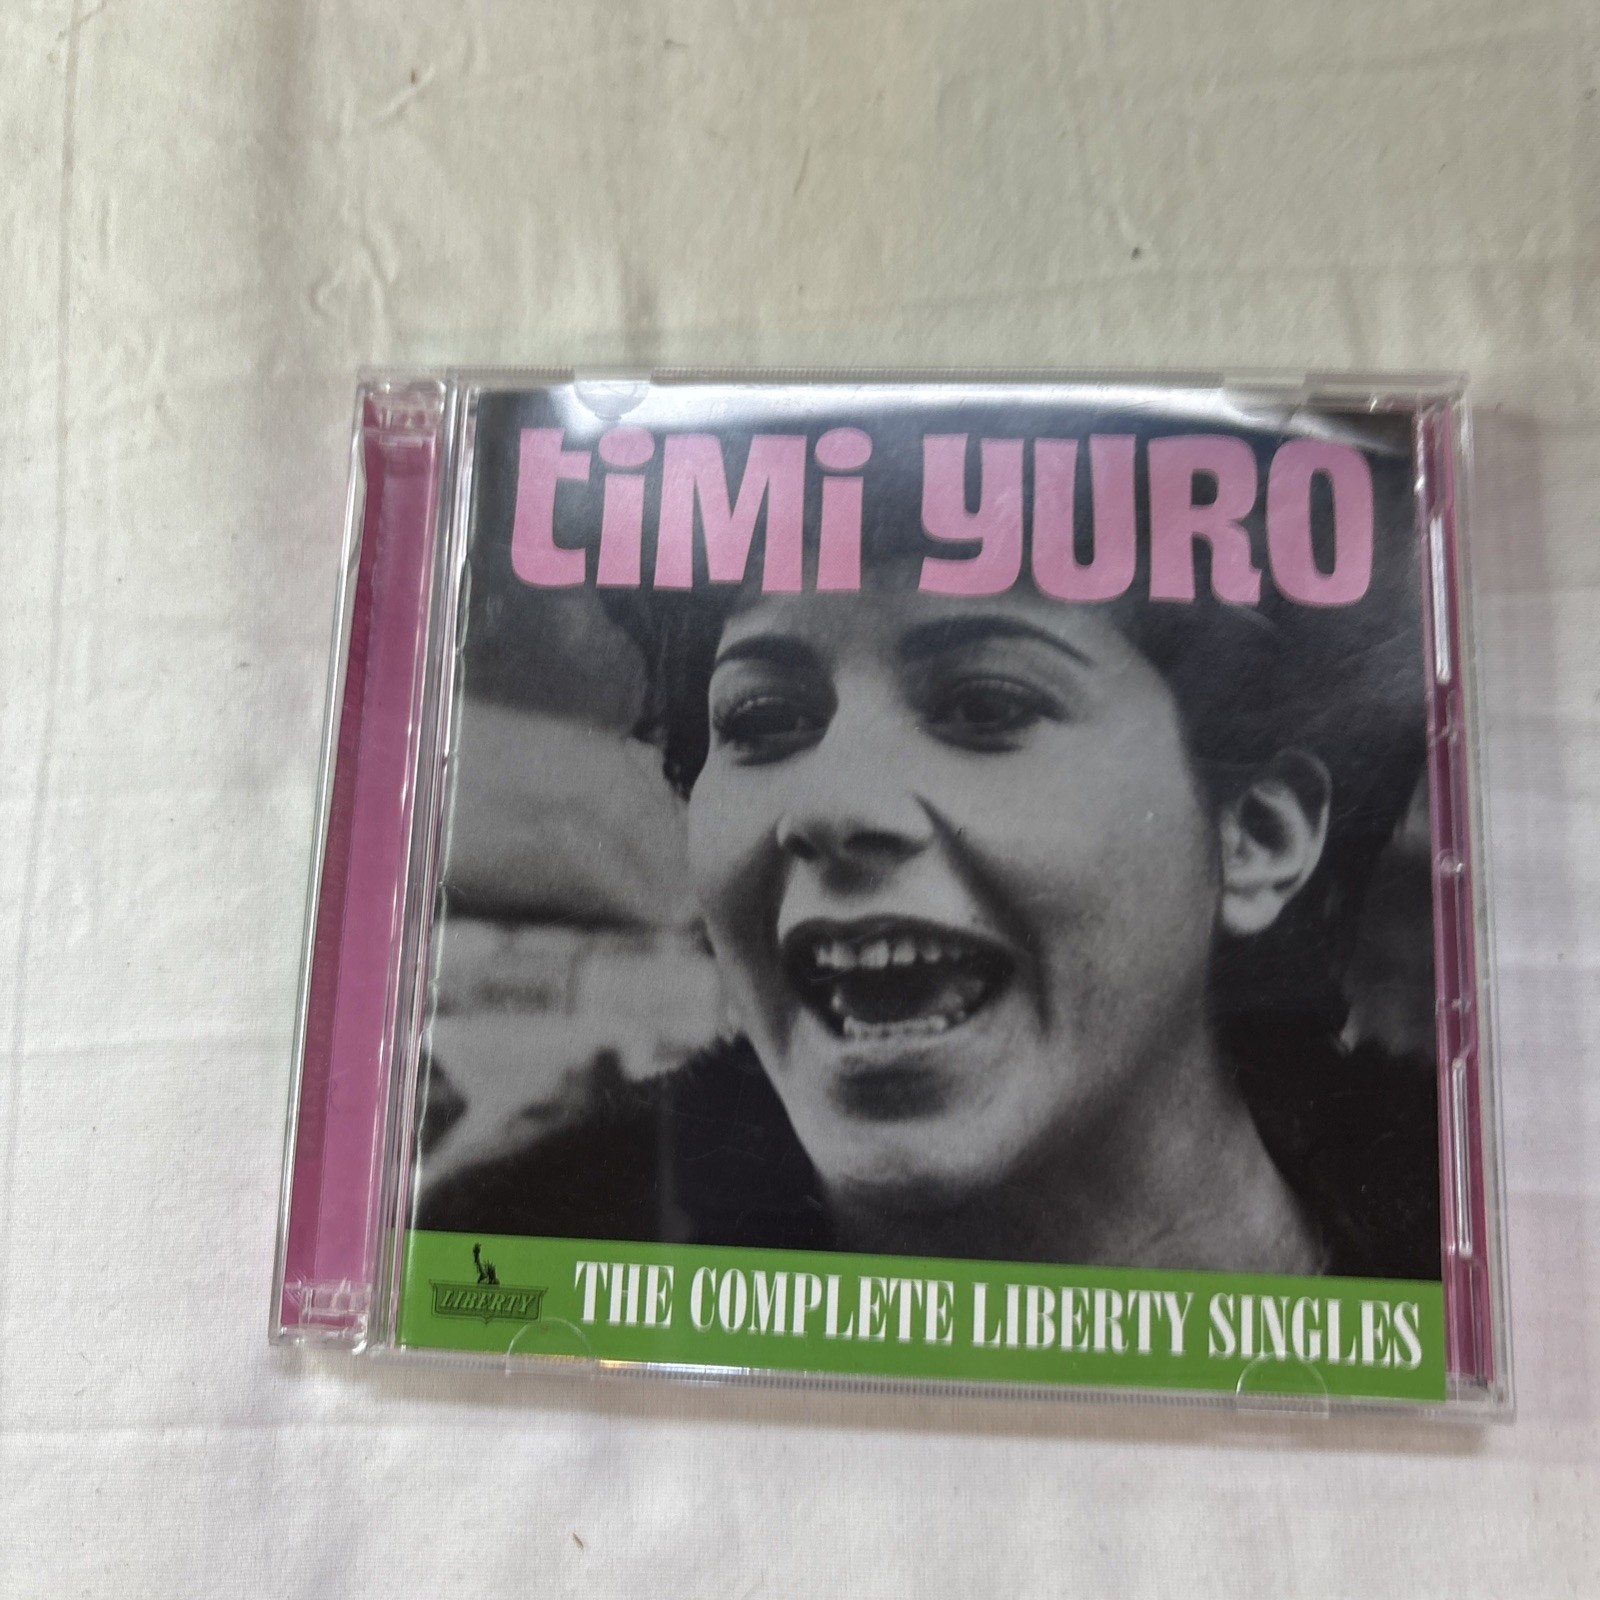 tiMi YURO
LIBERTY
THE COMPLETE LIBERTY SINGLES